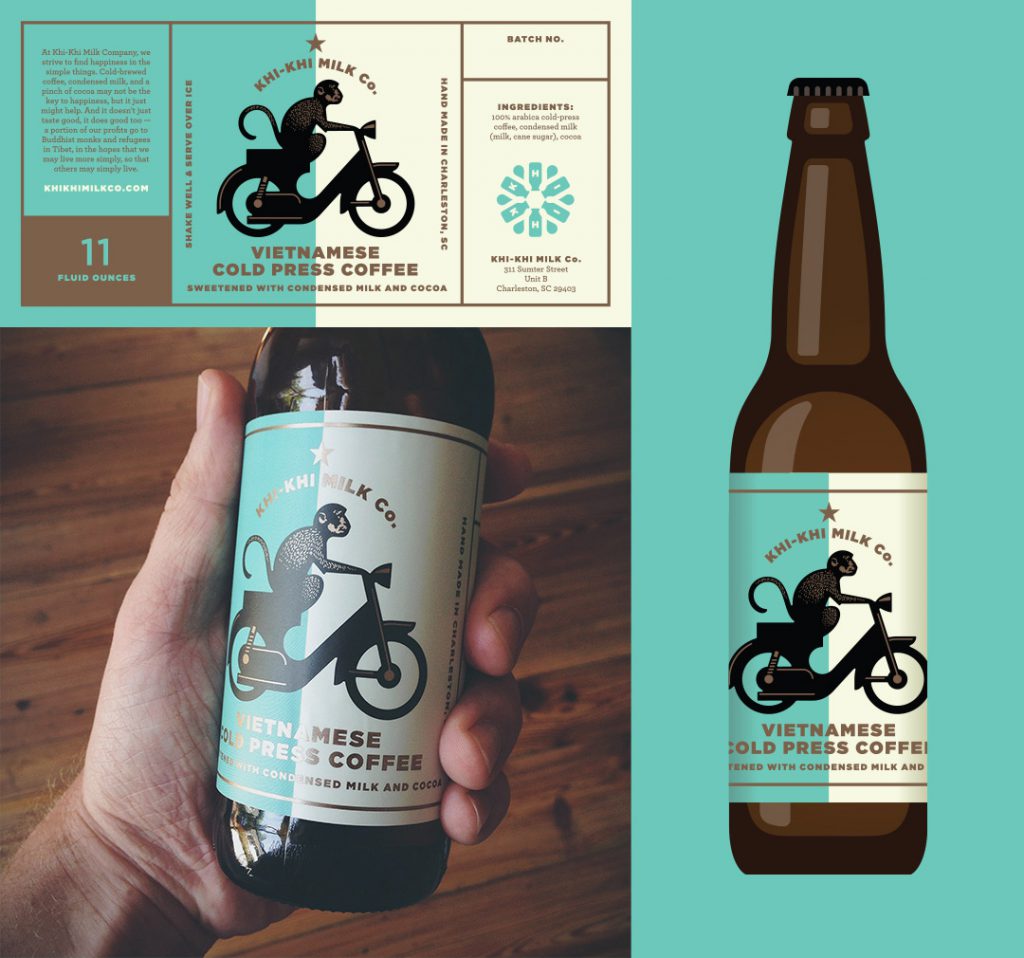 At Khi-Khi Milk Company, we
strive to find happiness in the
simple things. Cold-brewed
coffee, condensed milk, and a
pinch of cocoa may not be the
key to happiness, but it just
might help. And it doesn't just
taste good, it does good too —
a portion of our profits go to
Buddhist monks and refugees
in Tibet, in the hopes that we
may live more simply, so that
others may simply live.
KHIKHIMILKCO.COM
11
FLUID OUNCES
SHAKE WELL & SERVE OVER ICE
KHI-KHI MILK Co.
VIETNAMESE
COLD PRESS COFFEE
SWEETENED WITH CONDENSED MILK AND COCOA
HAND MADE IN CHARLESTON, SC
BATCH NO.
INGREDIENTS:
100% arabica cold-press
coffee, condensed milk
(milk, cane sugar), cocoa
K H I
K H I
KHI-KHI MILK Co.
311 Sumter Street
Unit B
Charleston, SC 29403
KHI-KHI MILK Co.
HAND MADE IN CHARLESTON,
VIETNAMESE
COLD PRESS COFFEE
TENED WITH CONDENSED MILK AND COCOA
KHI-KHI MILK Co.
VIETNAMESE
COLD PRESS COFFEE
TENED WITH CONDENSED MILK AND